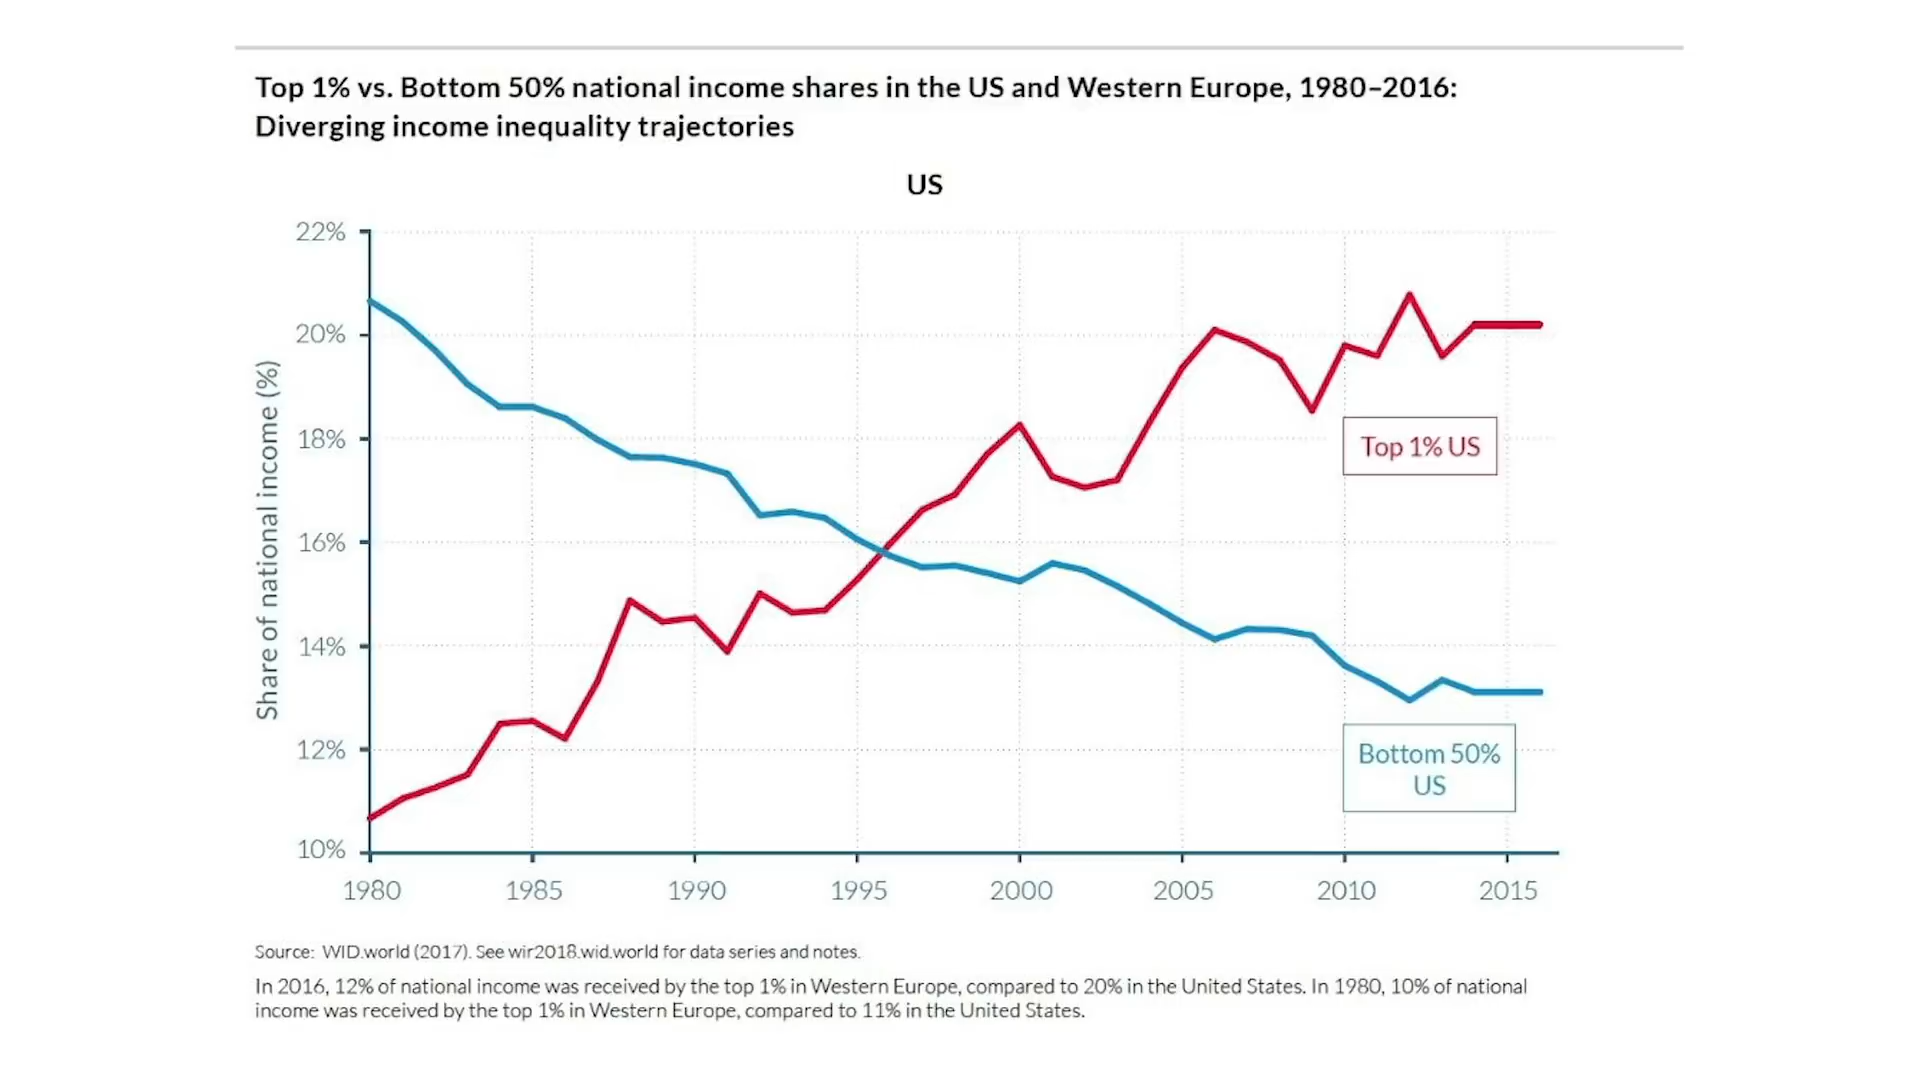 Top 1% vs. Bottom 50% national income shares in the US and Western Europe, 1980–2016:
Diverging income inequality trajectories
US
Share of national income (%)
22%
20%
18%
16%
14%
12%
10%
Top 1% US
Bottom 50%
US
1980
1985
1990
1995
2000
2005
2010
2015
Source: WID.world (2017). See wir2018.wid.world for data series and notes.
In 2016, 12% of national income was received by the top 1% in Western Europe, compared to 20% in the United States. In 1980, 10% of national
income was received by the top 1% in Western Europe, compared to 11% in the United States.